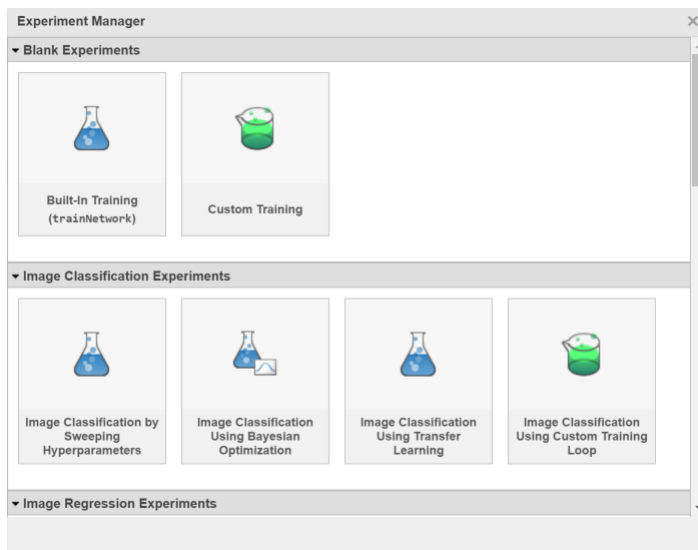 Experiment Manager
Blank Experiments
Built-In Training
(trainNetwork)
Custom Training
Image Classification Experiments
Image Classification by
Sweeping
Hyperparameters
Image Classification
Using Bayesian
Optimization
Image Classification
Using Transfer
Learning
Image Classification
Using Custom Training
Loop
Image Regression Experiments